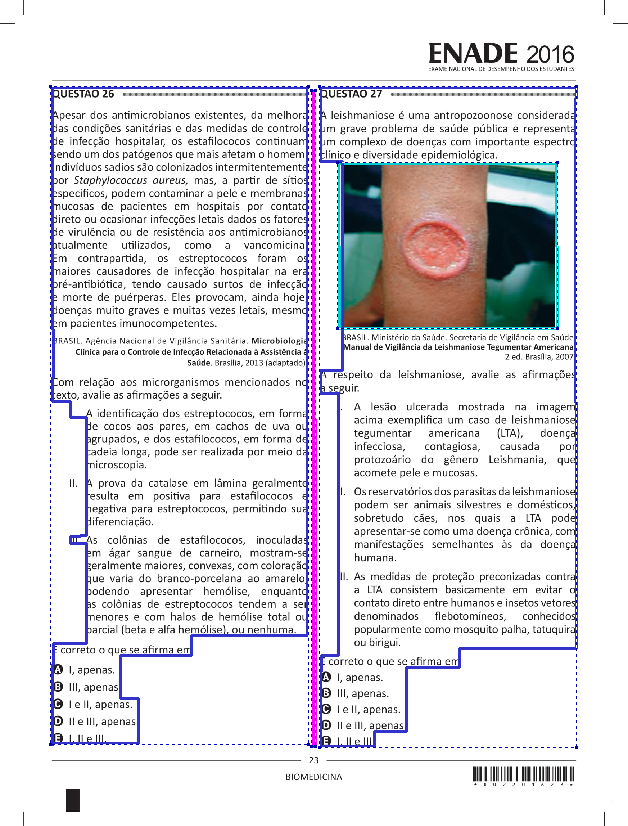 ENADE 2016
EXAME NACIONAL DE DESEMPENHO DOS ESTUDANTES
QUESTÃO 26
Apesar dos antimicrobianos existentes, da melhora
das condições sanitárias e das medidas de controle
de infecção hospitalar, os estafilococos continuam
sendo um dos patógenos que mais afetam o homem.
Indivíduos sadios são colonizados intermitentemente
por Staphylococcus aureus, mas, a partir de sítios
específicos, podem contaminar a pele e membranas
mucosas de pacientes em hospitais por contato
direto ou ocasionar infecções letais dados os fatores
de virulência ou de resistência aos antimicrobianos
atualmente utilizados, como a vancomicina.
Em contrapartida, os estreptococos foram os
maiores causadores de infecção hospitalar na era
pré-antibiótica, tendo causado surtos de infecção
e morte de puérperas. Eles provocam, ainda hoje,
doenças muito graves e muitas vezes letais, mesmo
em pacientes imunocompetentes.
BRASIL. Agência Nacional de Vigilância Sanitária. Microbiologia
Clínica para o Controle de Infecção Relacionada à Assistência à
Saúde. Brasília, 2013 (adaptado).
Com relação aos microrganismos mencionados no
texto, avalie as afirmações a seguir.
A identificação dos estreptococos, em forma
de cocos aos pares, em cachos de uva ou
agrupados, e dos estafilococos, em forma de
cadeia longa, pode ser realizada por meio da
microscopia.
II. A prova da catalase em lâmina geralmente
resulta em positiva para estafilococos e
negativa para estreptococos, permitindo sua
diferenciação.
III. As colônias de estafilococos, inoculadas
em ágar sangue de carneiro, mostram-se
geralmente maiores, convexas, com coloração
que varia do branco-porcelana ao amarelo,
podendo apresentar hemólise, enquanto
as colônias de estreptococos tendem a ser
menores e com halos de hemólise total ou
parcial (beta e alfa hemólise), ou nenhuma.
É correto o que se afirma em
A I, apenas.
B III, apenas.
C I e II, apenas.
D II e III, apenas.
E I, II e III.
QUESTÃO 27
A leishmaniose é uma antropozoonose considerada
um grave problema de saúde pública e representa
um complexo de doenças com importante espectro
clínico e diversidade epidemiológica.
BRASIL. Ministério da Saúde. Secretaria de Vigilância em Saúde.
Manual de Vigilância da Leishmaniose Tegumentar Americana.
2 ed. Brasília, 2007.
A respeito da leishmaniose, avalie as afirmações
a seguir.
I. A lesão ulcerada mostrada na imagem
acima exemplifica um caso de leishmaniose
tegumentar americana (LTA), doença
infecciosa, contagiosa, causada por
protozoário do gênero Leishmania, que
acomete pele e mucosas.
II. Os reservatórios dos parasitas da leishmaniose
podem ser animais silvestres e domésticos,
sobretudo cães, nos quais a LTA pode
apresentar-se como uma doença crônica, com
manifestações semelhantes às da doença
humana.
III. As medidas de proteção preconizadas contra
a LTA consistem basicamente em evitar o
contato direto entre humanos e insetos vetores
denominados flebotomíneos, conhecidos
popularmente como mosquito palha, tatuquira
ou birigui.
É correto o que se afirma em
A I, apenas.
B III, apenas.
C I e II, apenas.
D II e III, apenas.
E I, II e III.
23
BIOMEDICINA